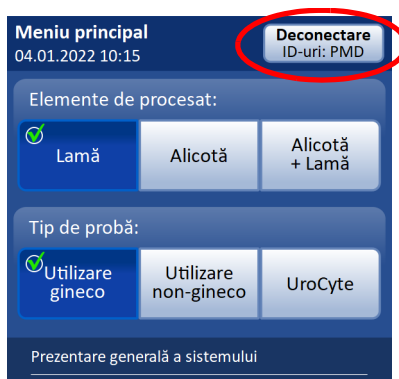 Meniu principal
Deconectare
04.01.2022 10:15
ID-uri: PMD
Elemente de procesat:
Lamă
Alicotă
Alicotă
+ Lamă
Tip de probă:
Utilizare
gineco
Utilizare
non-gineco
UroCyte
Prezentare generală a sistemului